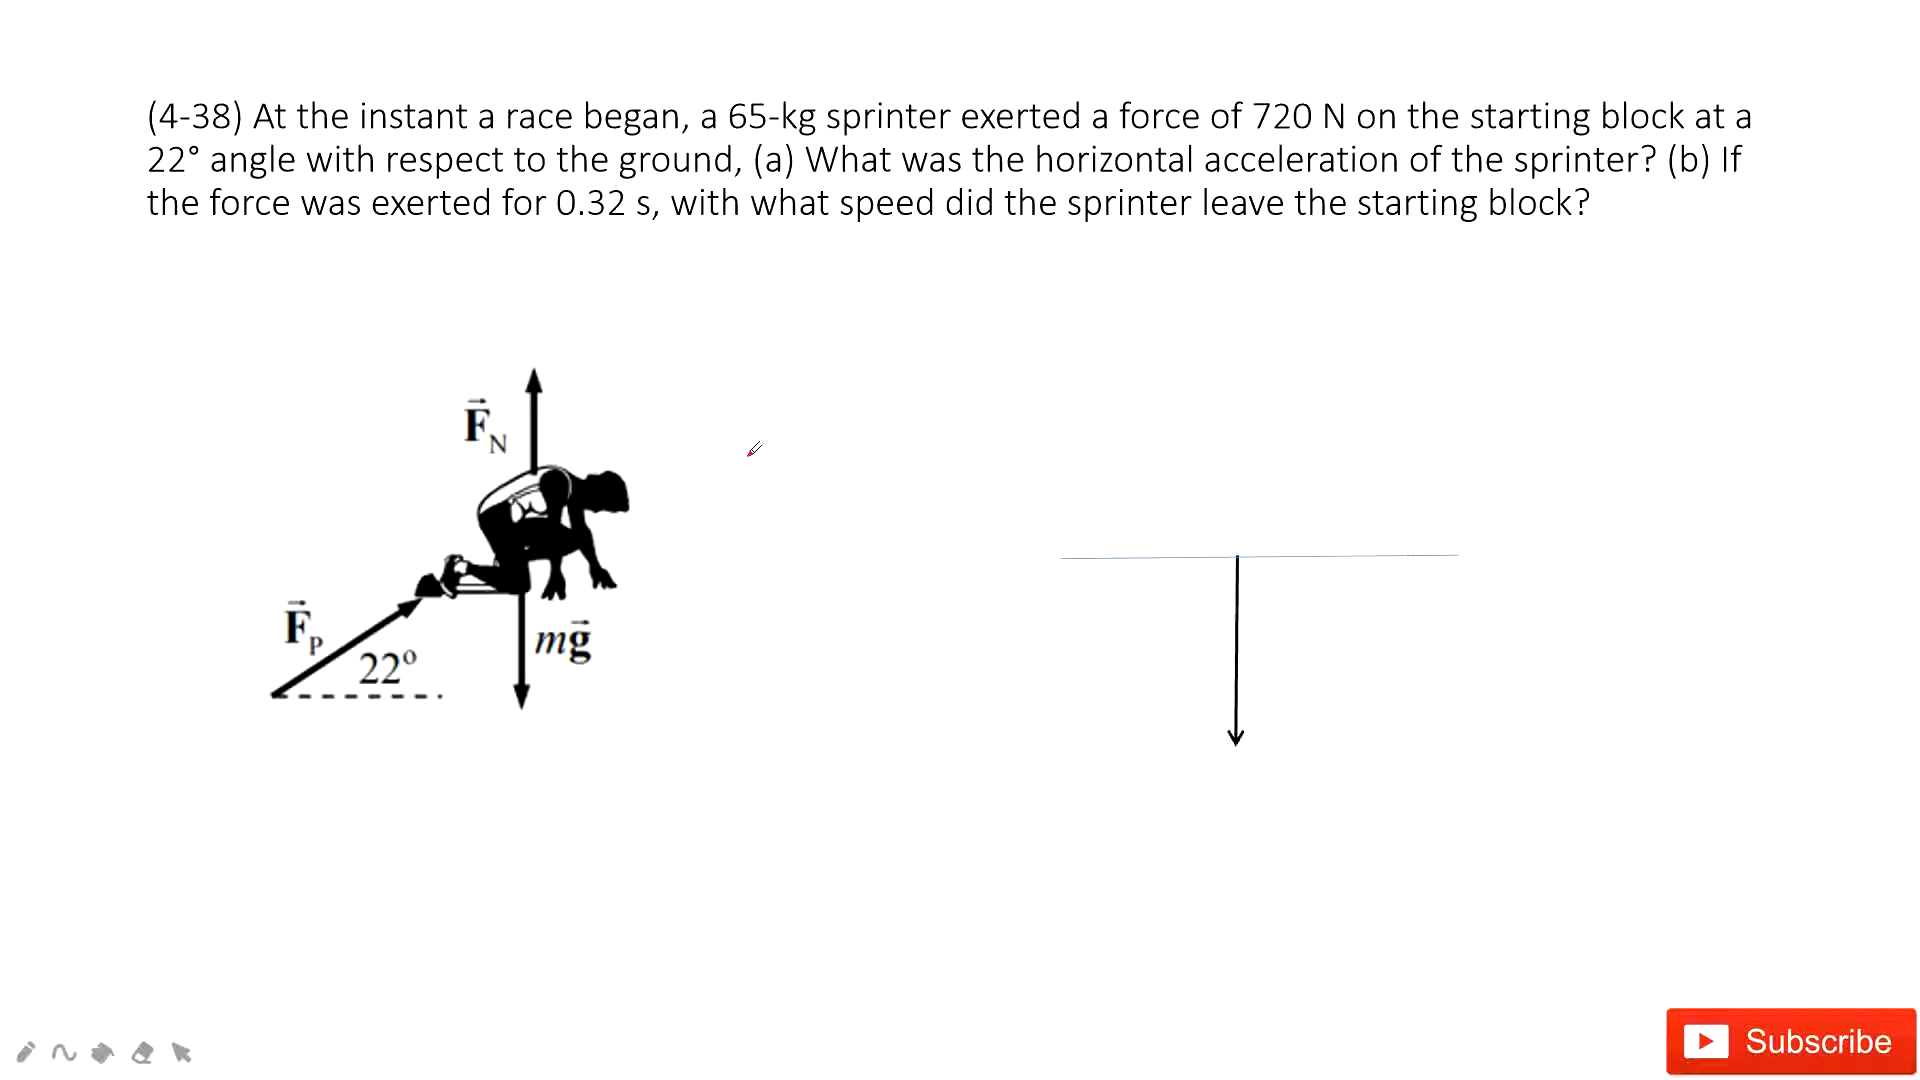 (4-38) At the instant a race began, a 65-kg sprinter exerted a force of 720 N on the starting block at a
22° angle with respect to the ground, (a) What was the horizontal acceleration of the sprinter? (b) If
the force was exerted for 0.32 s, with what speed did the sprinter leave the starting block?
F⃗N
F⃗P
22°
mg⃗
Subscribe